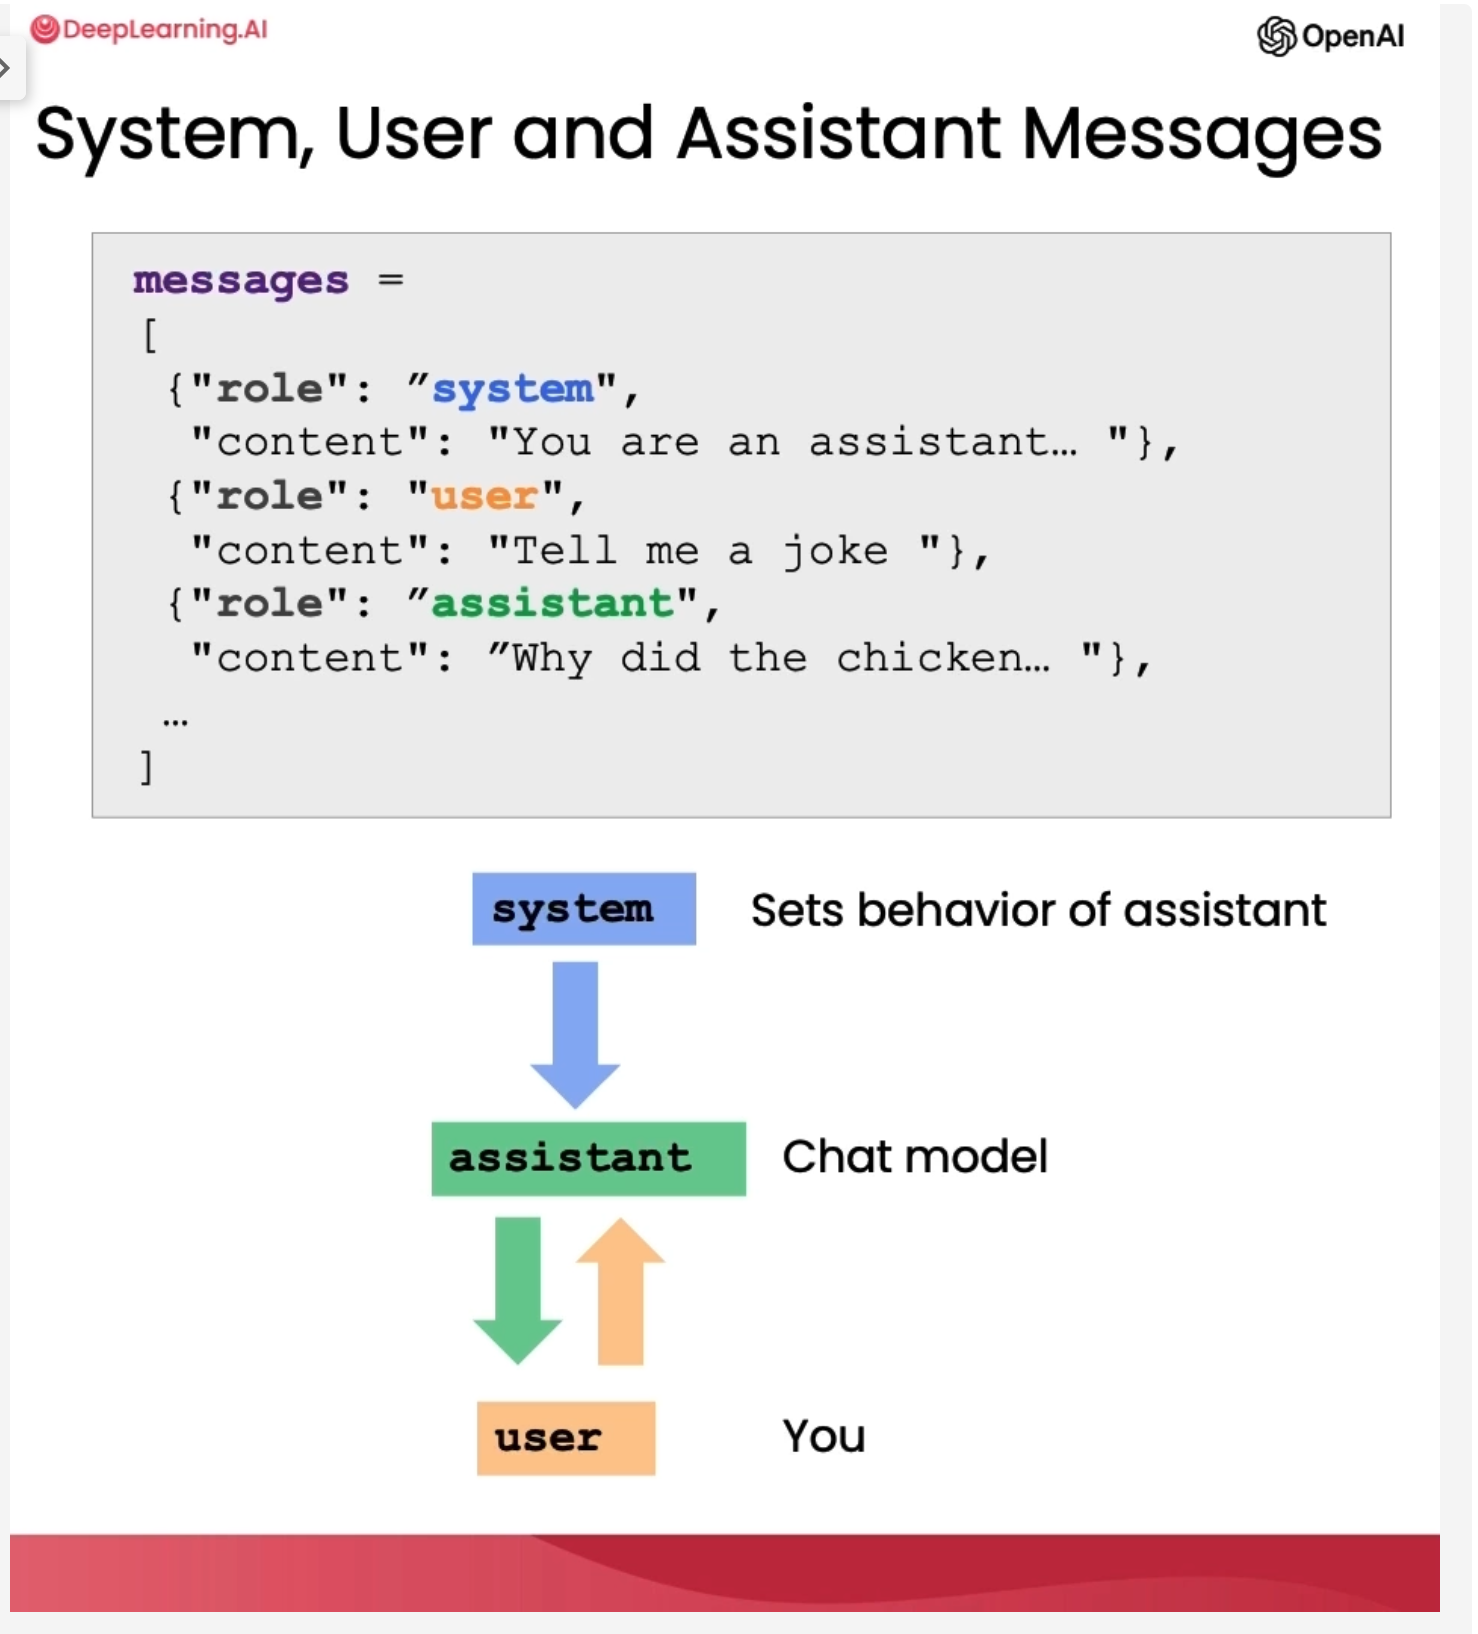 DeepLearning.AI
OpenAI
System, User and Assistant Messages
messages =
[
{"role": ”system",
"content": "You are an assistant… "},
{"role": "user",
"content": "Tell me a joke "},
{"role": ”assistant",
"content": ”Why did the chicken… "},
…
]
system
Sets behavior of assistant
assistant
Chat model
user
You